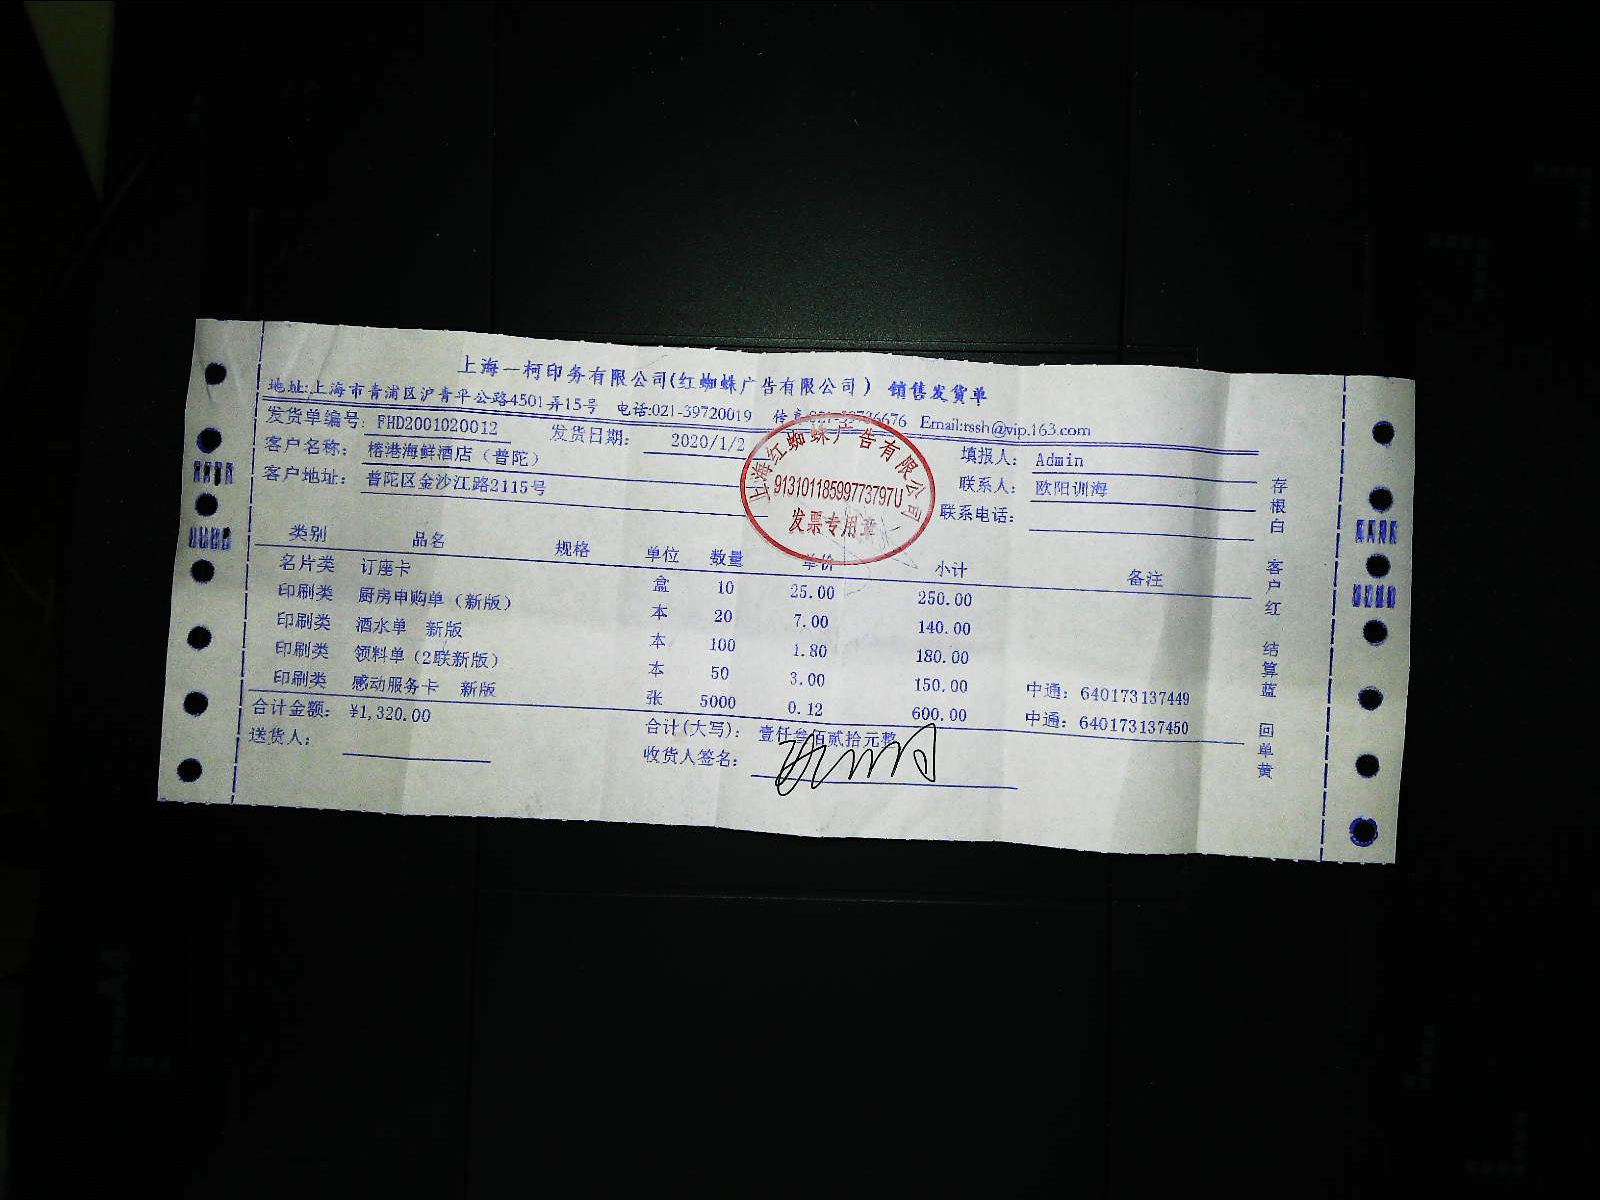 上海一柯印务有限公司(红蜘蛛广告有限公司) 销售发货单
地址:上海市青浦区沪青平公路4501弄15号 电话:021-39720019 传真 6676 Email:rssh@vip.163.com
发货单编号: FHD2001020012 发货日期: 2020/1/2 填报人: Admin
客户名称: 榕港海鲜酒店(普陀) 联系人: 欧阳训海
客户地址: 普陀区金沙江路2115号 联系电话:
上海红蜘蛛广告有限公司
91310118599773797U
发票专用章
类别 品名 规格 单位 数量 单价 小计 备注
名片类 订座卡 盒 10 25.00 250.00
印刷类 厨房申购单(新版) 本 20 7.00 140.00
印刷类 酒水单 新版 本 100 1.80 180.00
印刷类 领料单(2联新版) 本 50 3.00 150.00 中通: 640173137449
印刷类 感动服务卡 新版 张 5000 0.12 600.00 中通: 640173137450
合计金额: ¥1,320.00 合计(大写): 壹仟叁佰贰拾元整
送货人: 收货人签名:
存根白 客户红 结算蓝 回单黄